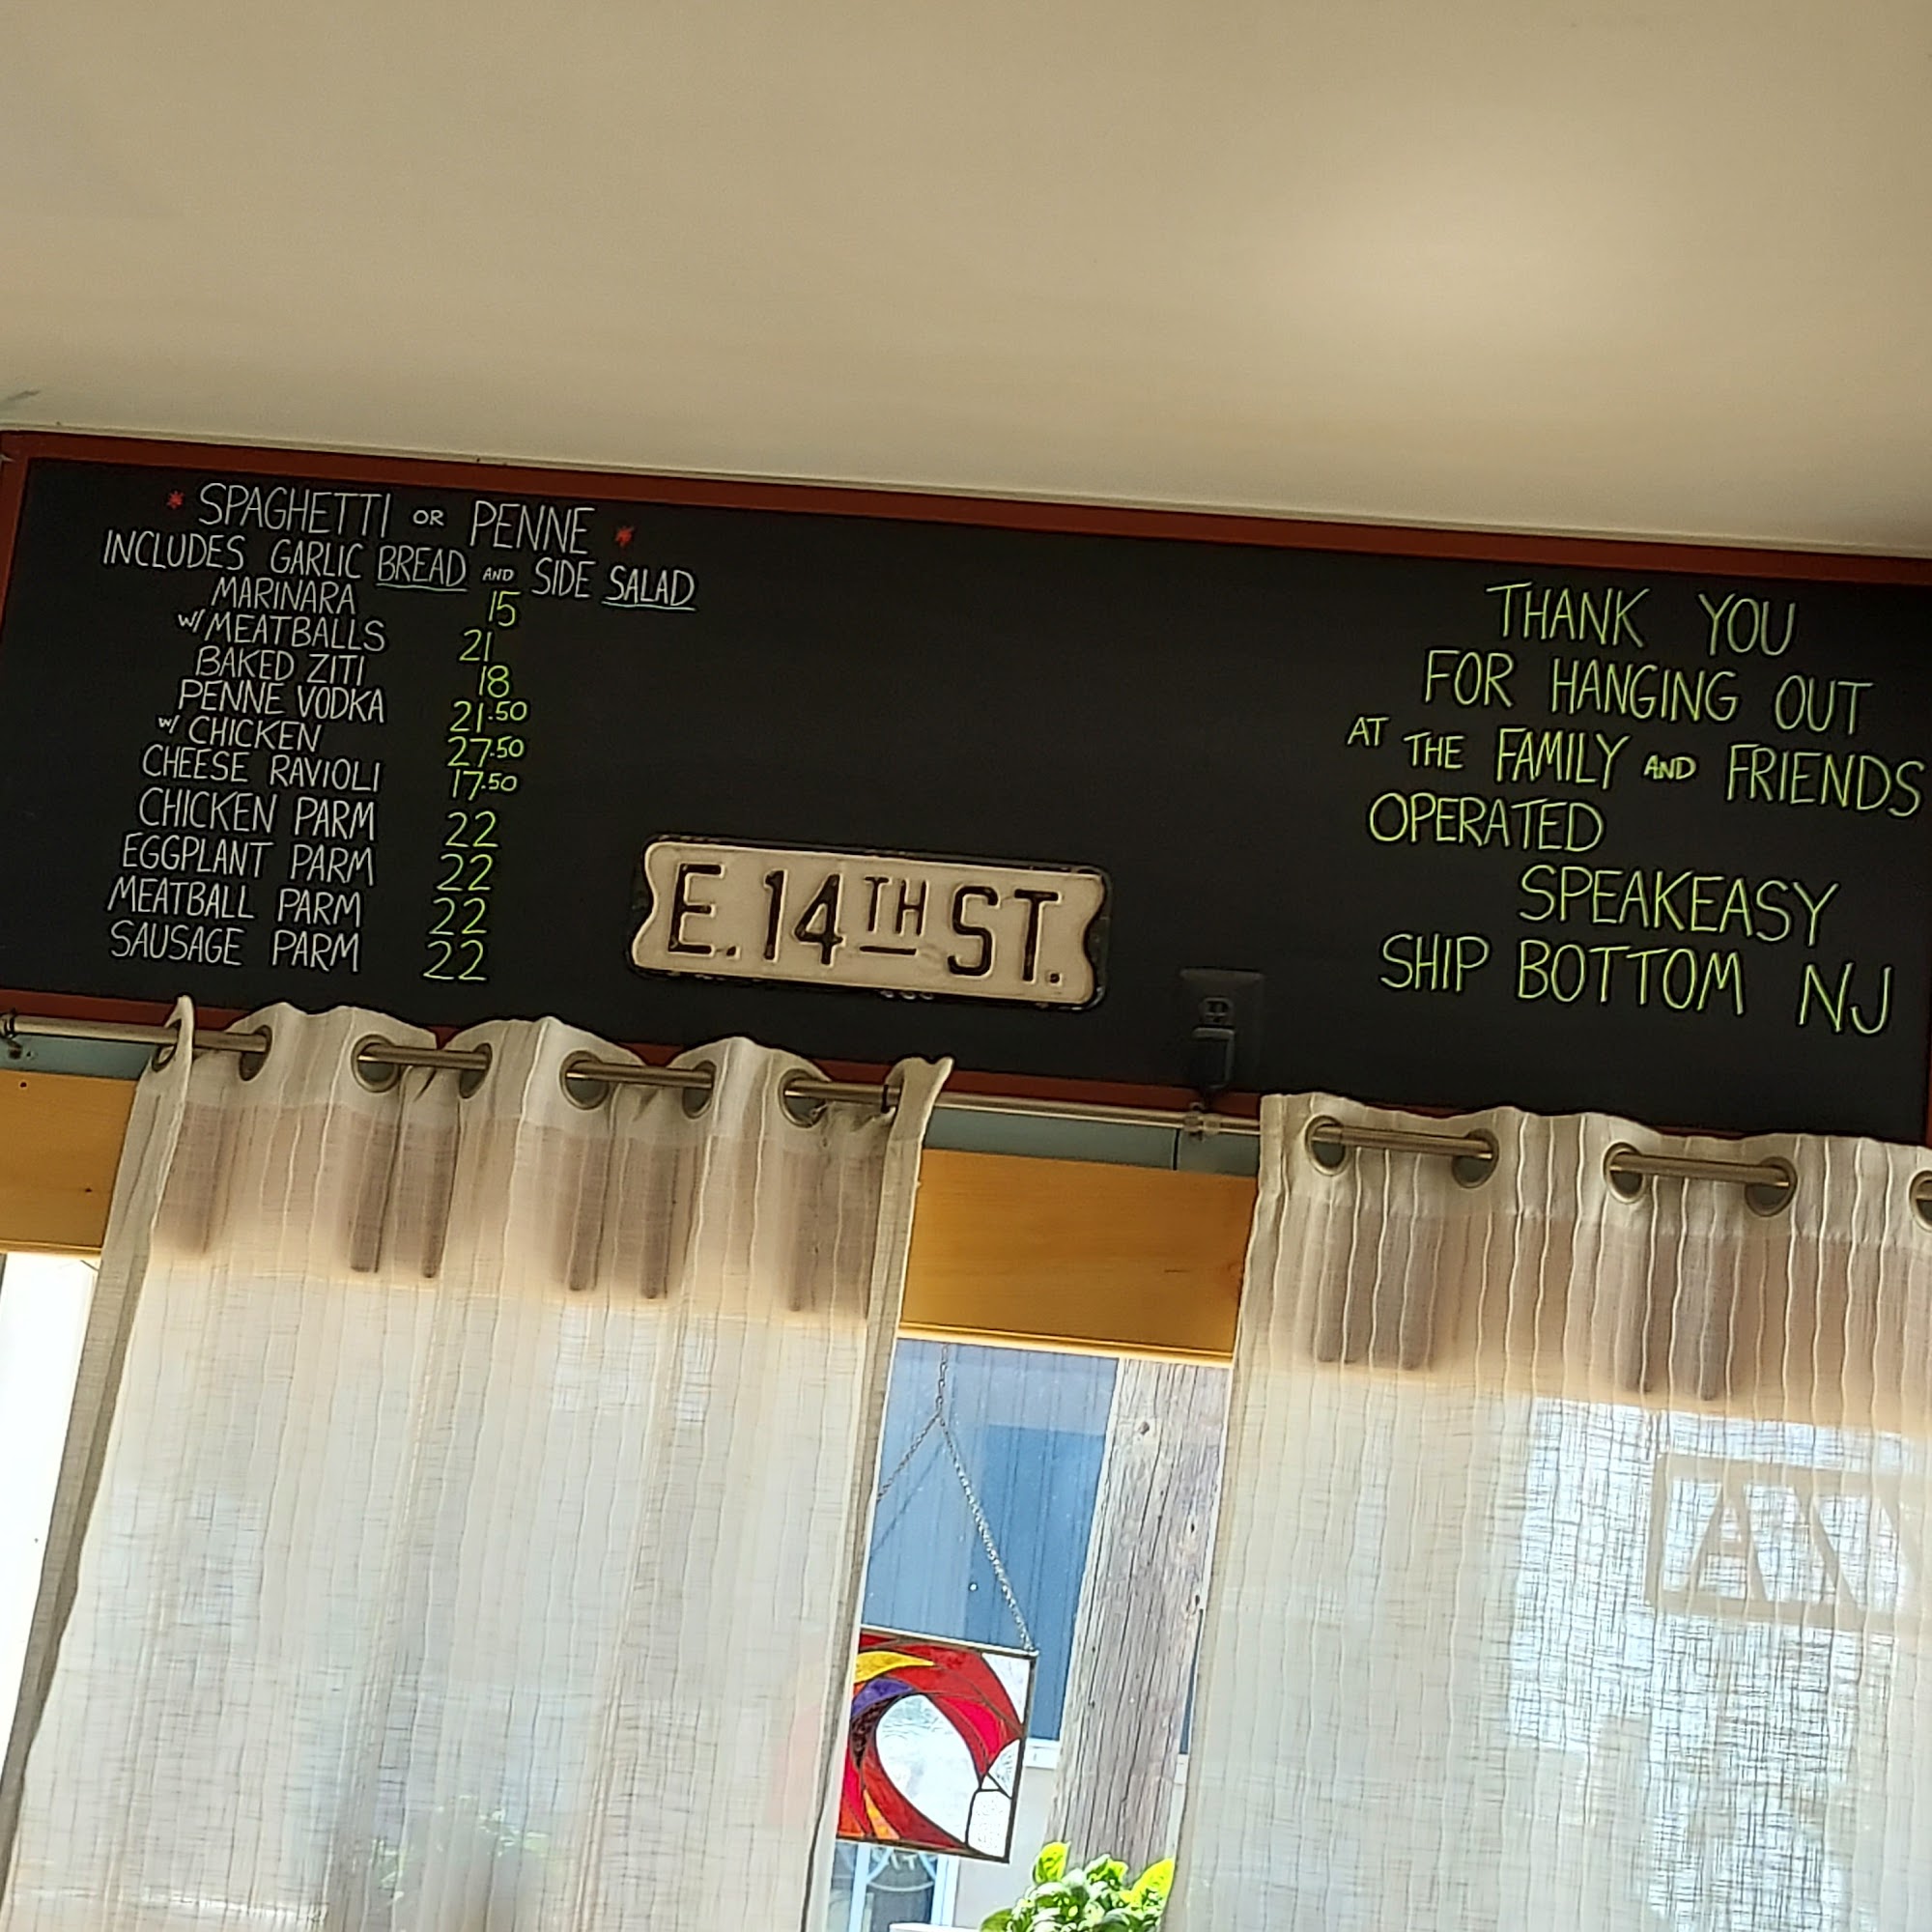 * SPAGHETTI OR PENNE *
INCLUDES GARLIC BREAD AND SIDE SALAD
MARINARA 15
W/ MEATBALLS 21
BAKED ZITI 18
PENNE VODKA 21.50
W/ CHICKEN 27.50
CHEESE RAVIOLI 17.50
CHICKEN PARM 22
EGGPLANT PARM 22
MEATBALL PARM 22
SAUSAGE PARM 22
E. 14TH ST.
THANK YOU
FOR HANGING OUT
AT THE FAMILY AND FRIENDS
OPERATED
SPEAKEASY
SHIP BOTTOM NJ